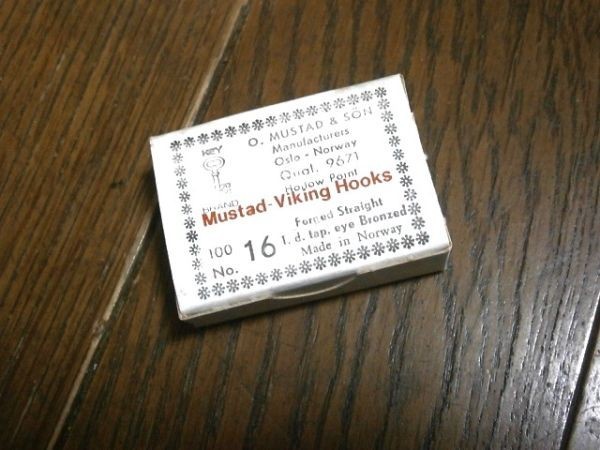 KEY
BRAND
O. MUSTAD & SÖN
Manufacturers
Oslo - Norway
Qual. 9671
Hollow Point
Mustad-Viking Hooks
Forged Straight
100
No. 16
l. d. tap. eye Bronzed
Made in Norway